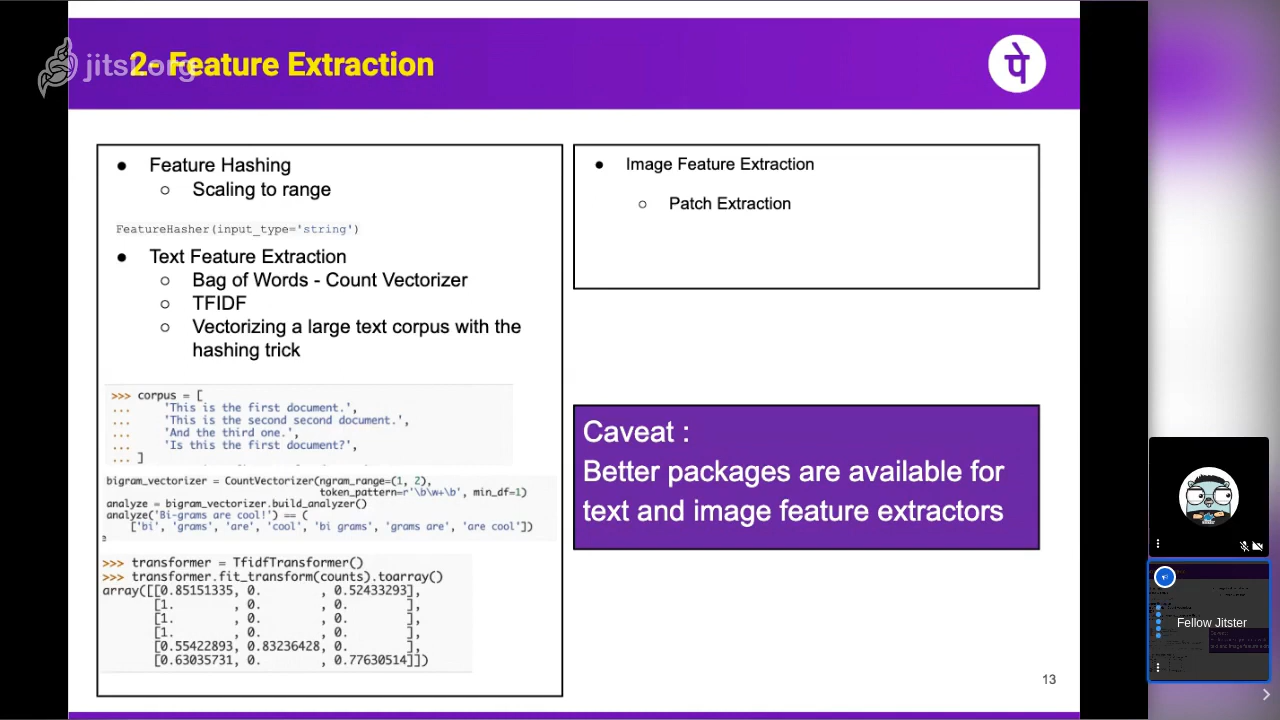 jitsi.org
2- Feature Extraction
पे
● Feature Hashing
○ Scaling to range
FeatureHasher(input_type='string')
● Text Feature Extraction
○ Bag of Words - Count Vectorizer
○ TFIDF
○ Vectorizing a large text corpus with the
hashing trick
>>> corpus = [
... 'This is the first document.',
... 'This is the second second document.',
... 'And the third one.',
... 'Is this the first document?',
... ]
bigram_vectorizer = CountVectorizer(ngram_range=(1, 2),
token_pattern=r'\b\w+\b', min_df=1)
analyze = bigram_vectorizer.build_analyzer()
analyze('Bi-grams are cool!') == (
['bi', 'grams', 'are', 'cool', 'bi grams', 'grams are', 'are cool'])
>>> transformer = TfidfTransformer()
>>> transformer.fit_transform(counts).toarray()
array([[0.85151335, 0. , 0.52433293],
[1. , 0. , 0. ],
[1. , 0. , 0. ],
[1. , 0. , 0. ],
[0.55422893, 0.83236428, 0. ],
[0.63035731, 0. , 0.77630514]])
● Image Feature Extraction
○ Patch Extraction
Caveat :
Better packages are available for
text and image feature extractors
13
Fellow Jitster